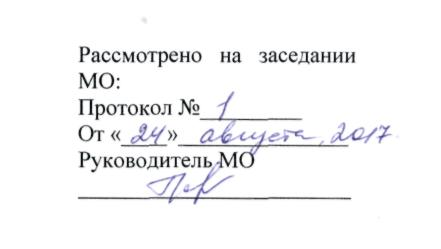 Рассмотрено на заседании
МО:
Протокол № 1
От «24» августа, 2017
Руководитель МО